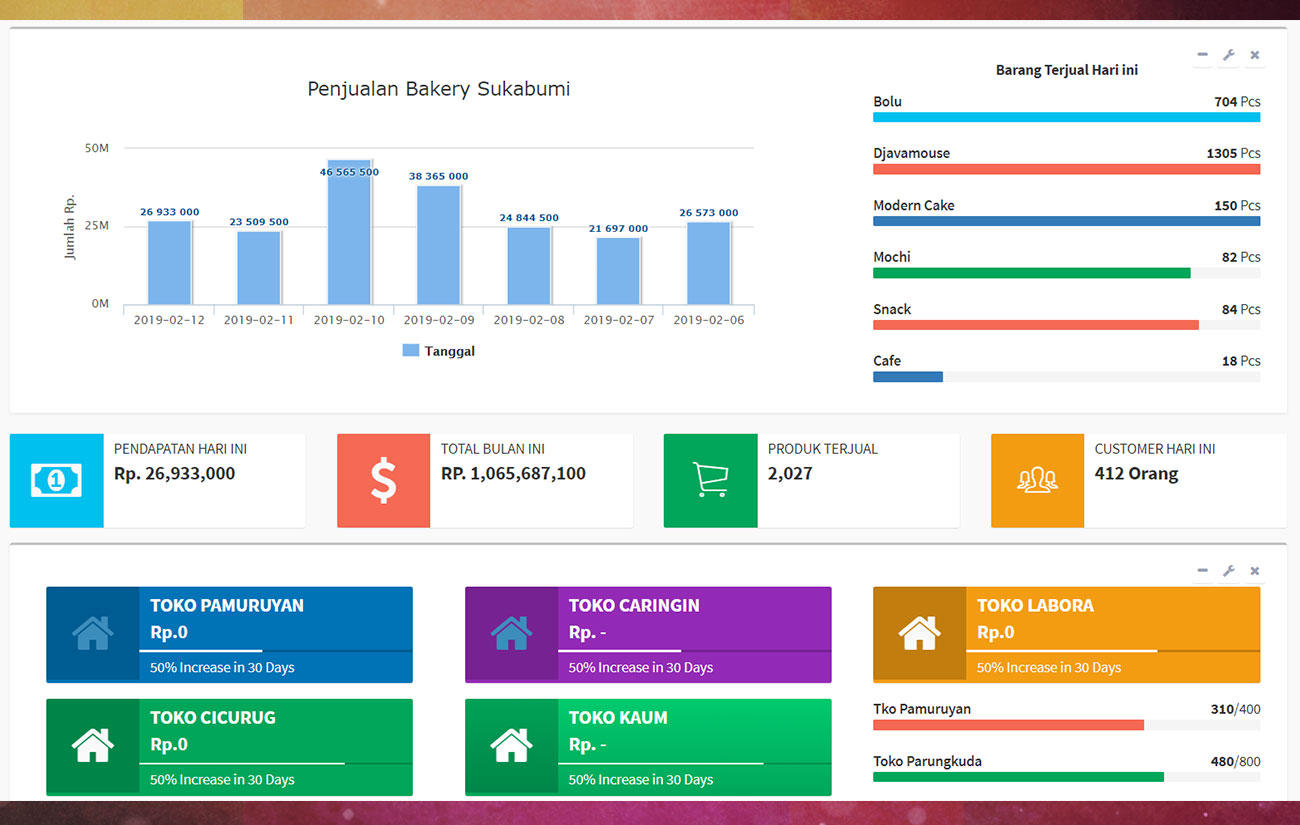 Penjualan Bakery Sukabumi
Jumlah Rp.
50M
25M
0M
26 933 000
23 509 500
46 565 500
38 365 000
24 844 500
21 697 000
26 573 000
2019-02-12
2019-02-11
2019-02-10
2019-02-09
2019-02-08
2019-02-07
2019-02-06
Tanggal
Barang Terjual Hari ini
Bolu 704 Pcs
Djavamouse 1305 Pcs
Modern Cake 150 Pcs
Mochi 82 Pcs
Snack 84 Pcs
Cafe 18 Pcs
1
PENDAPATAN HARI INI
Rp. 26,933,000
$
TOTAL BULAN INI
RP. 1,065,687,100
PRODUK TERJUAL
2,027
CUSTOMER HARI INI
412 Orang
TOKO PAMURUYAN
Rp.0
50% Increase in 30 Days
TOKO CARINGIN
Rp. -
50% Increase in 30 Days
TOKO LABORA
Rp.0
50% Increase in 30 Days
TOKO CICURUG
Rp.0
50% Increase in 30 Days
TOKO KAUM
Rp. -
50% Increase in 30 Days
Tko Pamuruyan 310/400
Toko Parungkuda 480/800